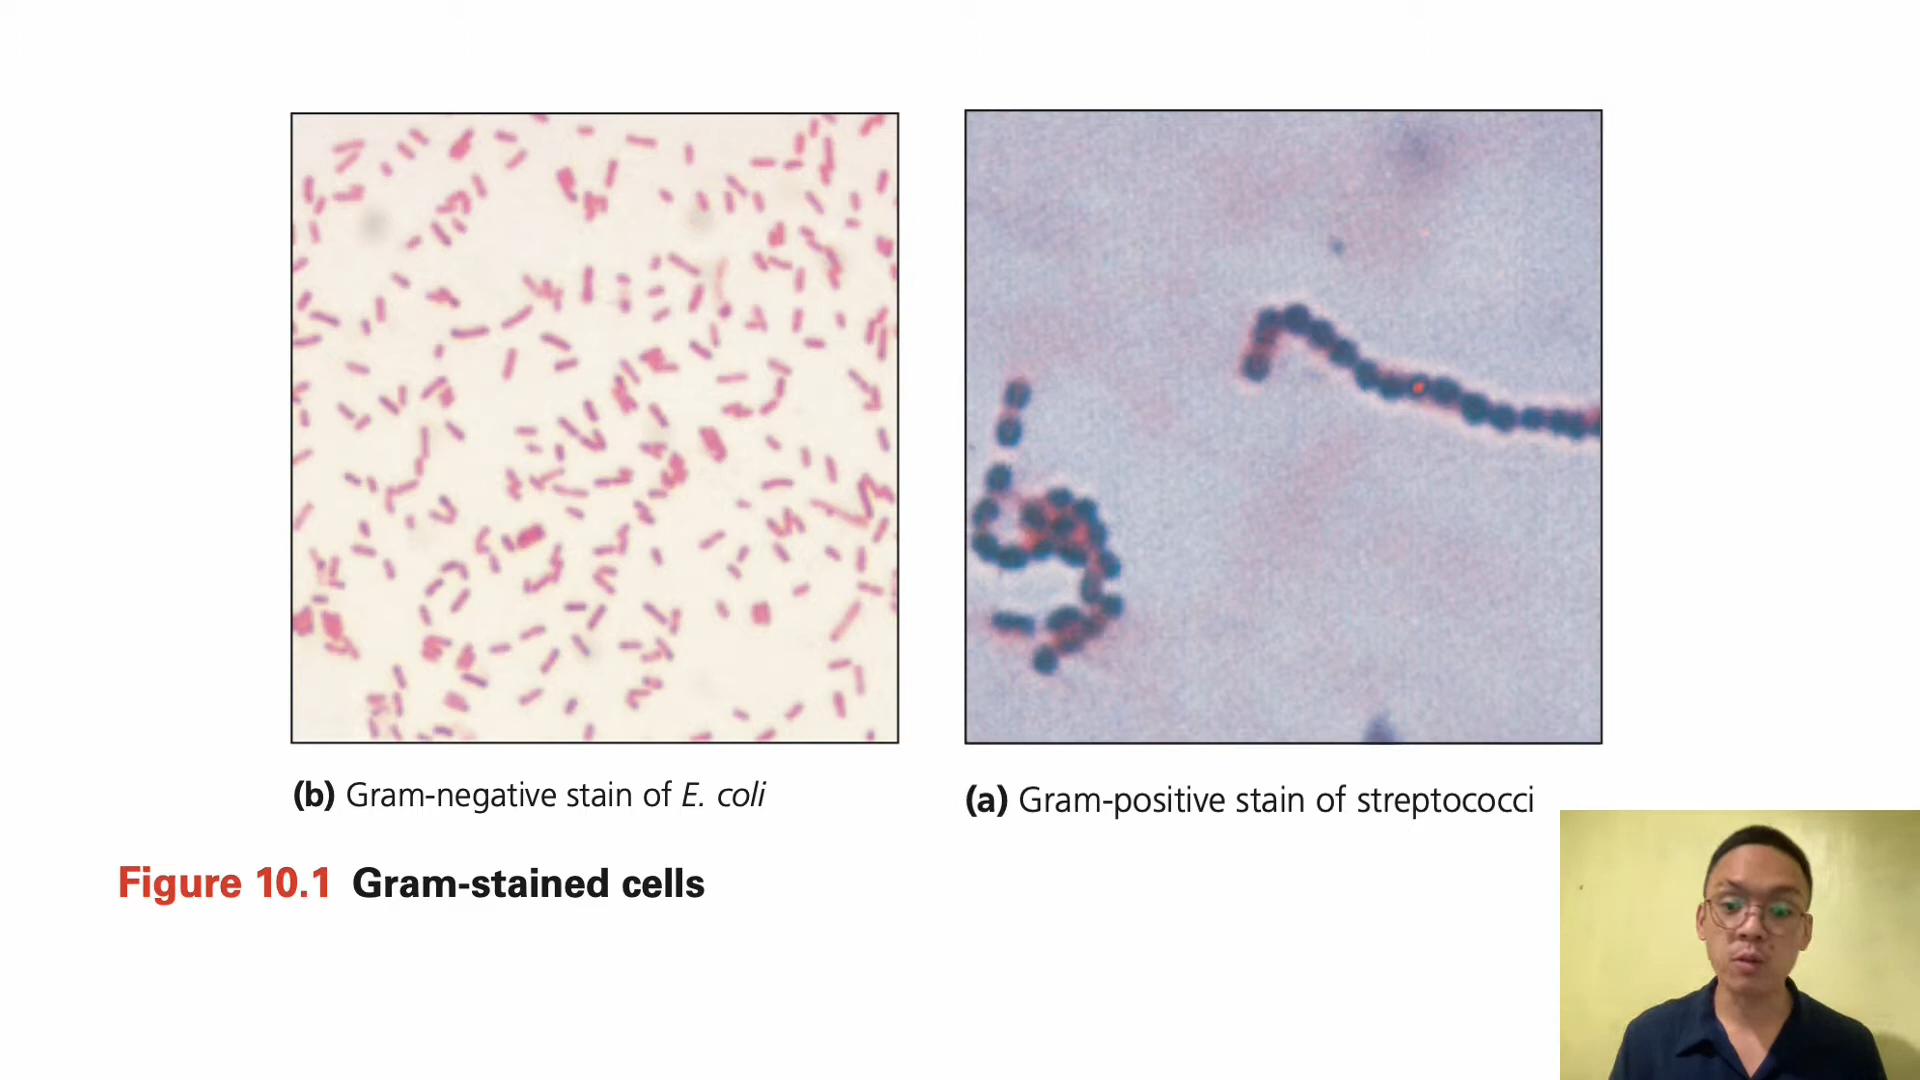 (b) Gram-negative stain of E. coli
(a) Gram-positive stain of streptococci
Figure 10.1 Gram-stained cells